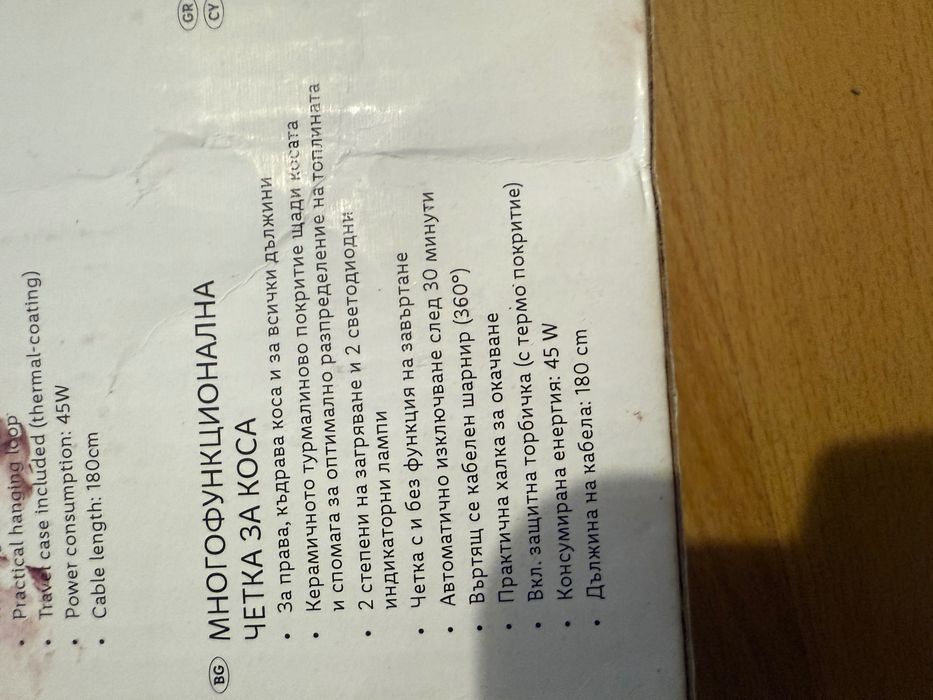 • Practical hanging loop
• Travel case included (thermal-coating)
• Power consumption: 45W
• Cable length: 180cm
BG МНОГОФУНКЦИОНАЛНА
ЧЕТКА ЗА КОСА
• За права, къдрава коса и за всички дължини
• Керамичното турмалиново покритие щади косата
и спомага за оптимално разпределение на топлината
• 2 степени на загряване и 2 светодиодни
индикаторни лампи
• Четка с и без функция на завъртане
• Автоматично изключване след 30 минути
• Въртящ се кабелен шарнир (360°)
• Практична халка за окачване
• Вкл. защитна торбичка (с термо покритие)
• Консумирана енергия: 45 W
• Дължина на кабела: 180 cm
GR
CY